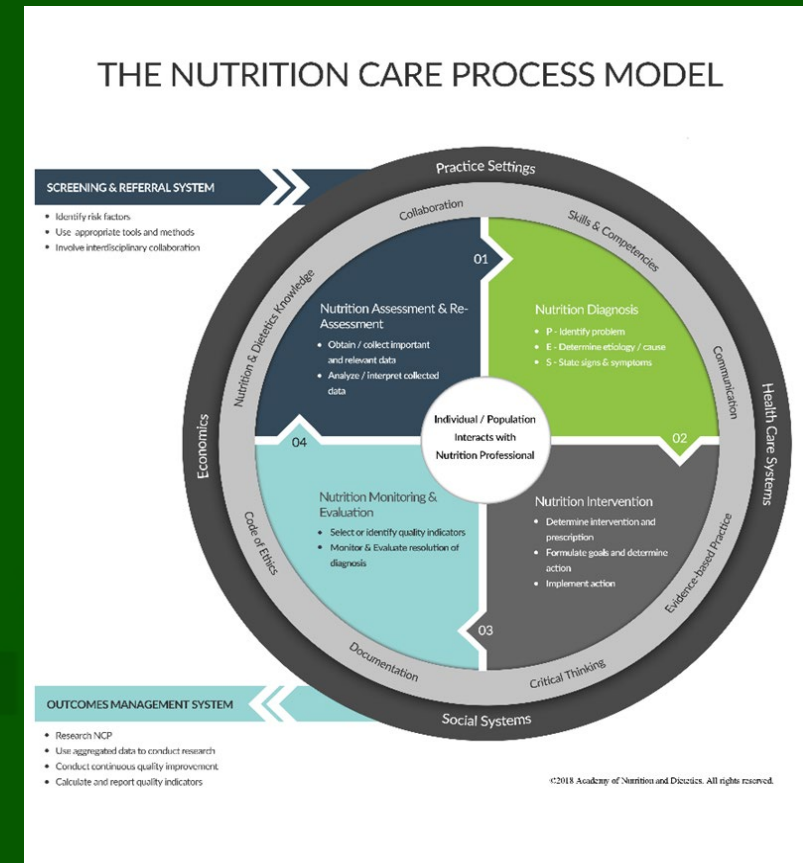 THE NUTRITION CARE PROCESS MODEL
SCREENING & REFERRAL SYSTEM
• Identify risk factors
• Use appropriate tools and methods
• Involve interdisciplinary collaboration
Practice Settings
Health Care Systems
Social Systems
Economics
Collaboration
Skills & Competencies
Communication
Evidence-based Practice
Critical Thinking
Documentation
Code of Ethics
Nutrition & Dietetics Knowledge
01
Nutrition Assessment & Re-
Assessment
• Obtain / collect important
and relevant data
• Analyze / interpret collected
data
Nutrition Diagnosis
• P - Identify problem
• E - Determine etiology / cause
• S - State signs & symptoms
02
Individual / Population
Interacts with
Nutrition Professional
Nutrition Intervention
• Determine intervention and
prescription
• Formulate goals and determine
action
• Implement action
03
04
Nutrition Monitoring &
Evaluation
• Select or identify quality indicators
• Monitor & Evaluate resolution of
diagnosis
OUTCOMES MANAGEMENT SYSTEM
• Research NCP
• Use aggregated data to conduct research
• Conduct continuous quality improvement
• Calculate and report quality indicators
©2018 Academy of Nutrition and Dietetics. All rights reserved.